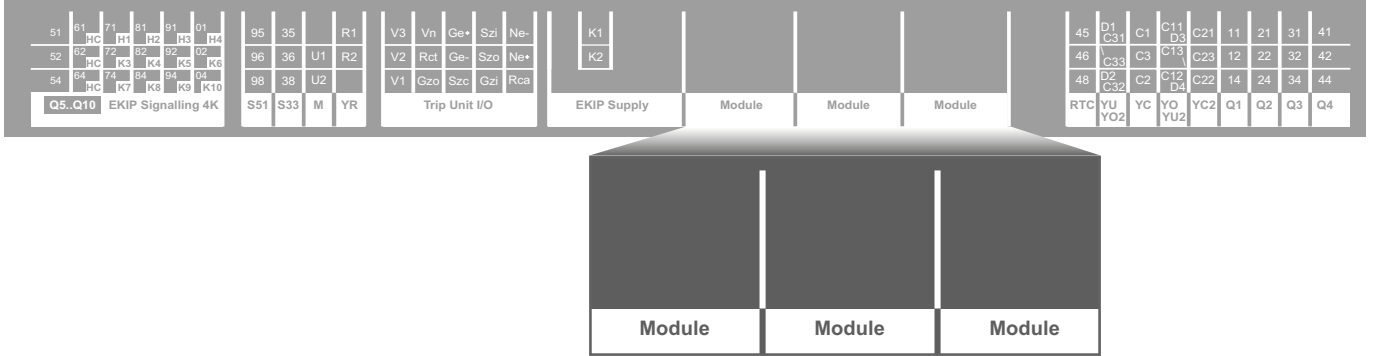 51 61 HC 71 H1 81 H2 91 H3 01 H4 95 35 R1 V3 Vn Ge+ Szi Ne- K1 45 D1 C31 C1 C11 D3 C21 11 21 31 41
52 62 HC 72 K3 82 K4 92 K5 02 K6 96 36 U1 R2 V2 Rct Ge- Szo Ne+ K2 46 \ C33 C3 C13 \ C23 12 22 32 42
54 64 HC 74 K7 84 K8 94 K9 04 K10 98 38 U2 V1 Gzo Szc Gzi Rca 48 D2 C32 C2 C12 D4 C22 14 24 34 44
Q5..Q10 EKIP Signalling 4K S51 S33 M YR Trip Unit I/O EKIP Supply Module Module Module RTC YU YC YO YC2 Q1 Q2 Q3 Q4
YO2 YU2
Module Module Module